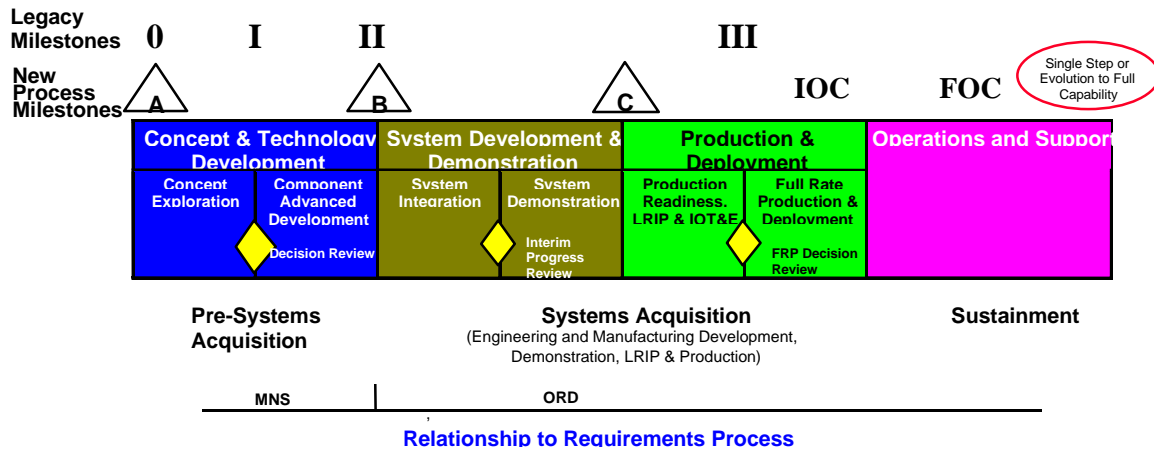 Legacy
Milestones
0
I
II
III
New
Process
Milestones
A
B
C
IOC
FOC
Single Step or
Evolution to Full
Capability
Concept & Technology
Development
System Development &
Demonstration
Production &
Deployment
Operations and Support
Concept
Exploration
Component
Advanced
Development
Decision Review
System
Integration
System
Demonstration
Interim
Progress
Review
Production
Readiness,
LRIP & IOT&E
Full Rate
Production &
Deployment
FRP Decision
Review
Pre-Systems
Acquisition
Systems Acquisition
(Engineering and Manufacturing Development,
Demonstration, LRIP & Production)
Sustainment
MNS
ORD
,
Relationship to Requirements Process